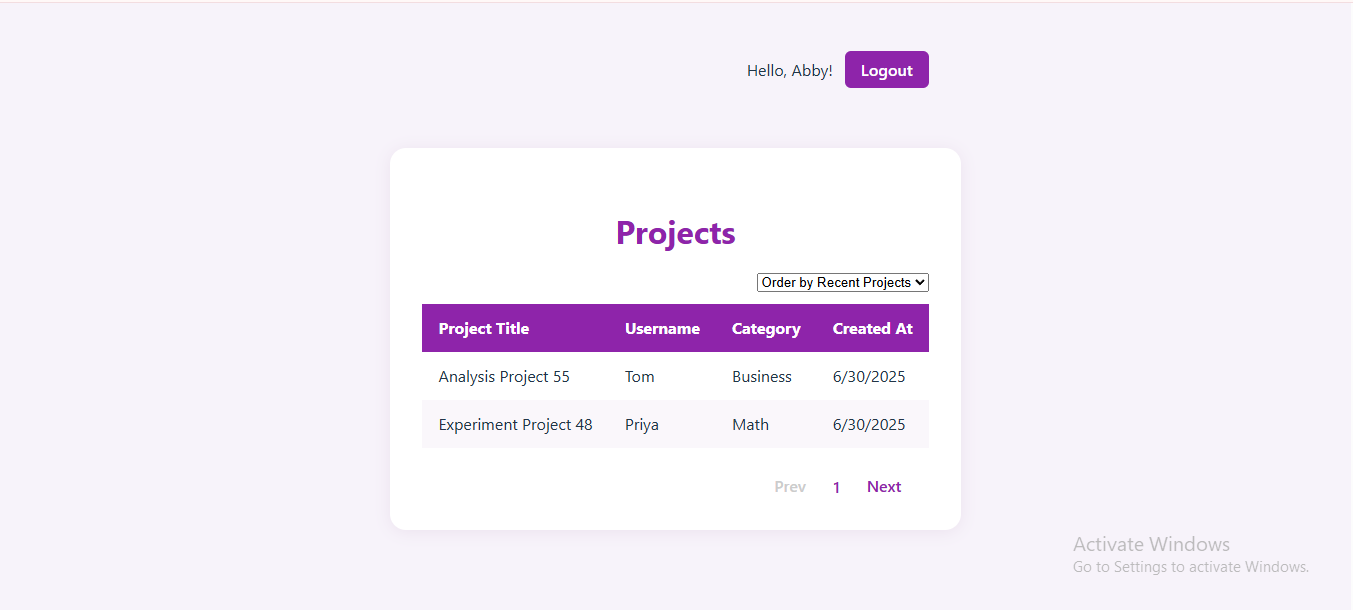 Hello, Abby! Logout
Projects
Order by Recent Projects
Project Title Username Category Created At
Analysis Project 55 Tom Business 6/30/2025
Experiment Project 48 Priya Math 6/30/2025
Prev 1 Next
Activate Windows
Go to Settings to activate Windows.